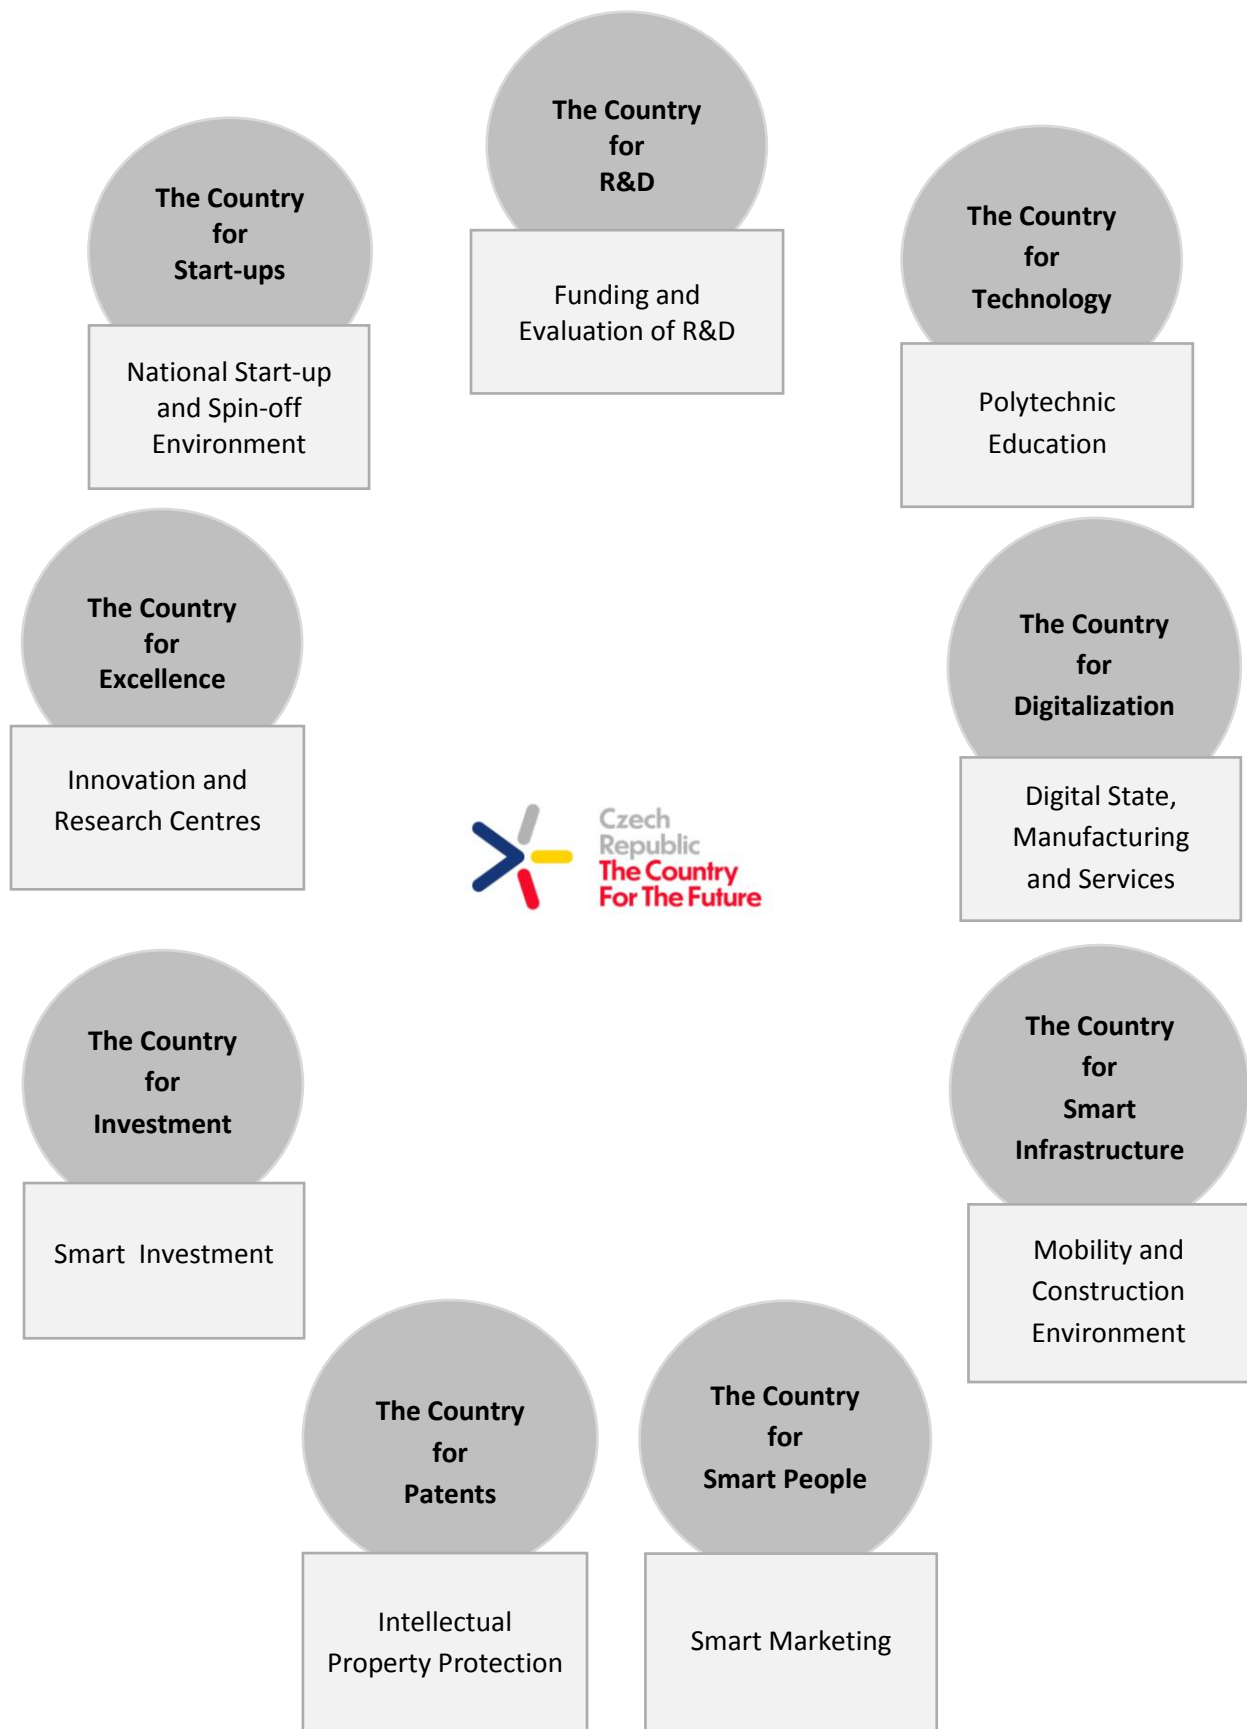 The Country
for
R&D
Funding and
Evaluation of R&D
The Country
for
Start-ups
National Start-up
and Spin-off
Environment
The Country
for
Technology
Polytechnic
Education
The Country
for
Excellence
Innovation and
Research Centres
The Country
for
Digitalization
Digital State,
Manufacturing
and Services
Czech
Republic
The Country
For The Future
The Country
for
Investment
Smart  Investment
The Country
for
Smart
Infrastructure
Mobility and
Construction
Environment
The Country
for
Patents
Intellectual
Property Protection
The Country
for
Smart People
Smart Marketing